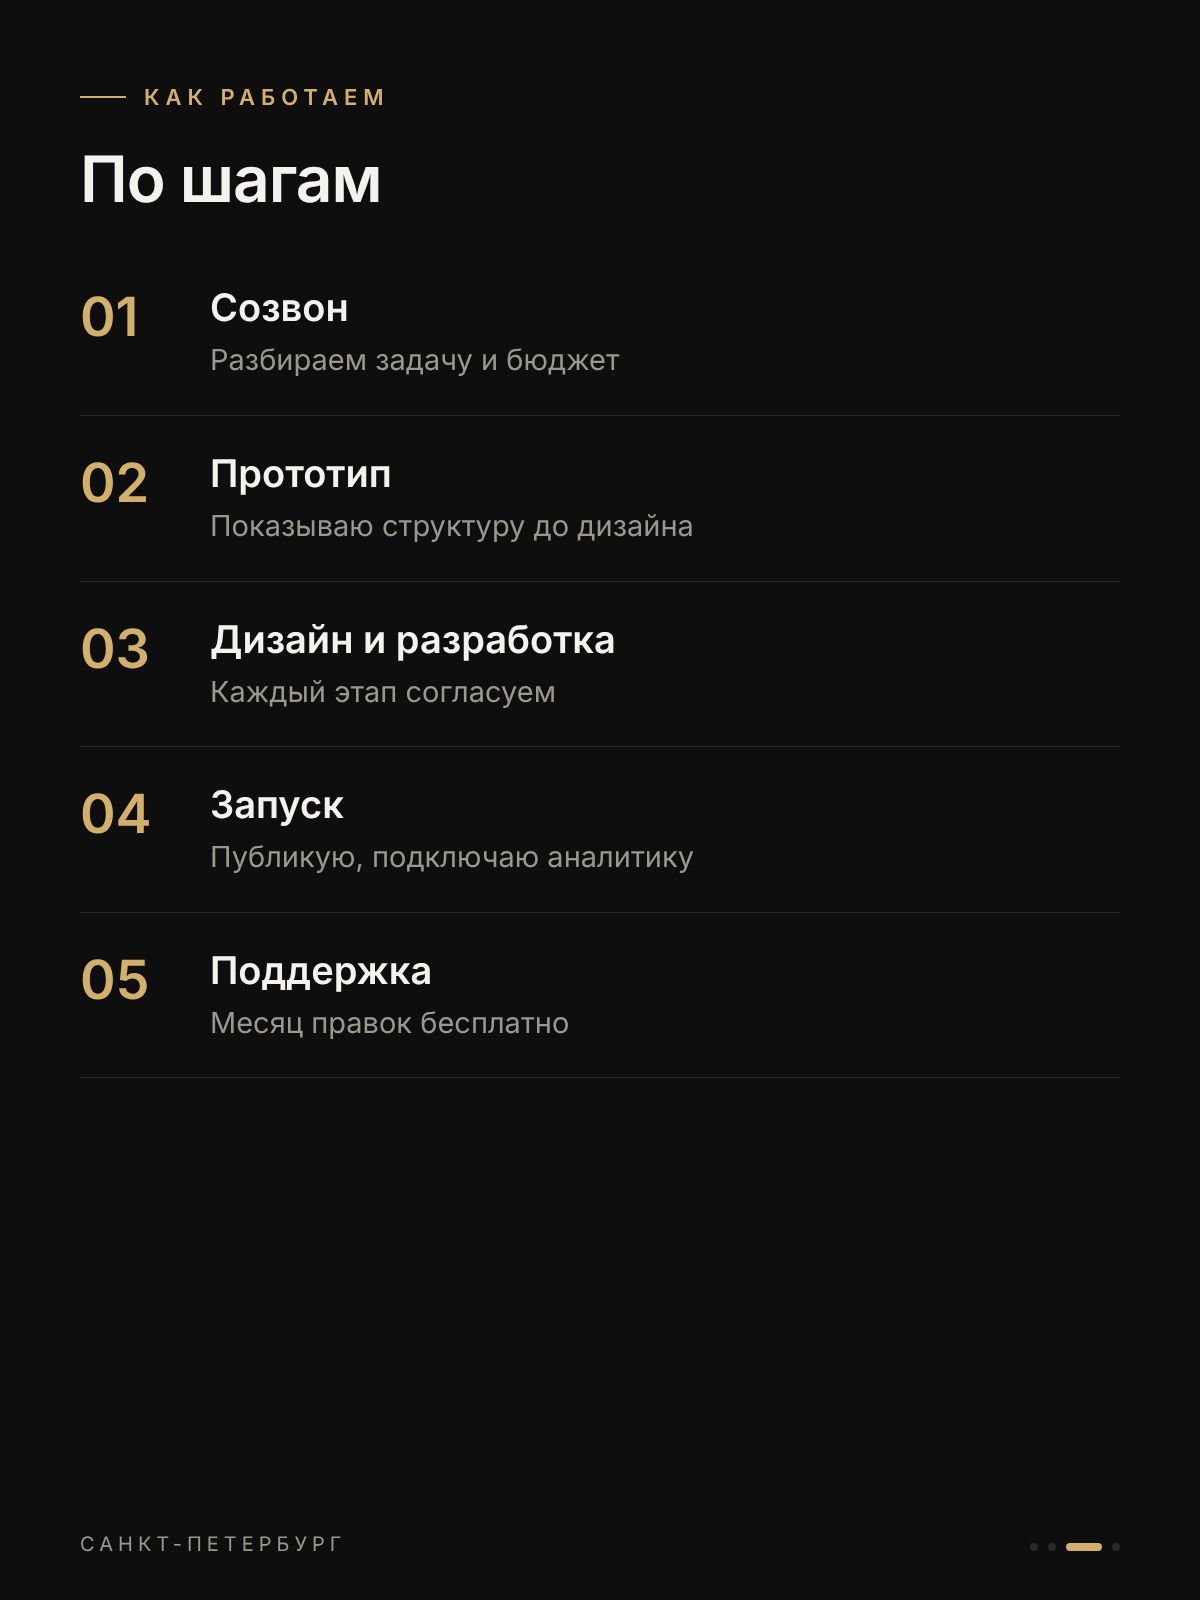 КАК РАБОТАЕМ
По шагам
01
Созвон
Разбираем задачу и бюджет
02
Прототип
Показываю структуру до дизайна
03
Дизайн и разработка
Каждый этап согласуем
04
Запуск
Публикую, подключаю аналитику
05
Поддержка
Месяц правок бесплатно
САНКТ-ПЕТЕРБУРГ